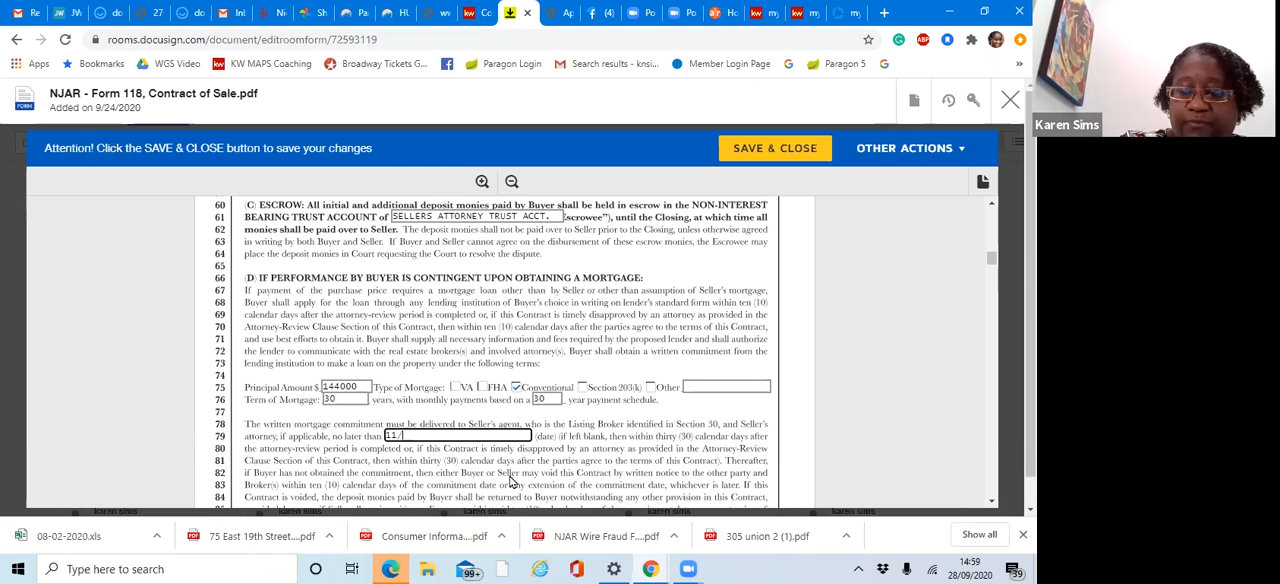 Re
JW
do
27
do
Inl
Ni
Sh
Pa
HU
w
Co
Ap
(4)
Po
Po
Ho
my
my
my
rooms.docusign.com/document/editroomform/72593119
Apps
Bookmarks
WGS Video
KW MAPS Coaching
Broadway Tickets G...
Paragon Login
Search results - knsi...
Member Login Page
Paragon 5
NJAR - Form 118, Contract of Sale.pdf
Added on 9/24/2020
Attention! Click the SAVE & CLOSE button to save your changes
SAVE & CLOSE
OTHER ACTIONS
60 (C) ESCROW: All initial and additional deposit monies paid by Buyer shall be held in escrow in the NON-INTEREST
61 BEARING TRUST ACCOUNT of SELLERS ATTORNEY TRUST ACCT. Escrowee"), until the Closing, at which time all
62 monies shall be paid over to Seller. The deposit monies shall not be paid over to Seller prior to the Closing, unless otherwise agreed
63 in writing by both Buyer and Seller. If Buyer and Seller cannot agree on the disbursement of these escrow monies, the Escrowee may
64 place the deposit monies in Court requesting the Court to resolve the dispute.
65
66 (D) IF PERFORMANCE BY BUYER IS CONTINGENT UPON OBTAINING A MORTGAGE:
67 If payment of the purchase price requires a mortgage loan other than by Seller or other than assumption of Seller's mortgage,
68 Buyer shall apply for the loan through any lending institution of Buyer's choice in writing on lender's standard form within ten (10)
69 calendar days after the attorney-review period is completed or, if this Contract is timely disapproved by an attorney as provided in the
70 Attorney-Review Clause Section of this Contract, then within ten (10) calendar days after the parties agree to the terms of this Contract,
71 and use best efforts to obtain it. Buyer shall supply all necessary information and fees required by the proposed lender and shall authorize
72 the lender to communicate with the real estate brokers(s) and involved attorney(s). Buyer shall obtain a written commitment from the
73 lending institution to make a loan on the property under the following terms:
74
75 Principal Amount $ 144000 Type of Mortgage: VA FHA Conventional Section 203(k) Other
76 Term of Mortgage: 30 years, with monthly payments based on a 30 year payment schedule.
77
78 The written mortgage commitment must be delivered to Seller's agent, who is the Listing Broker identified in Section 30, and Seller's
79 attorney, if applicable, no later than 11/ (date) (if left blank, then within thirty (30) calendar days after
80 the attorney-review period is completed or, if this Contract is timely disapproved by an attorney as provided in the Attorney-Review
81 Clause Section of this Contract, then within thirty (30) calendar days after the parties agree to the terms of this Contract). Thereafter,
82 if Buyer has not obtained the commitment, then either Buyer or Seller may void this Contract by written notice to the other party and
83 Broker(s) within ten (10) calendar days of the commitment date or any extension of the commitment date, whichever is later. If this
84 Contract is voided, the deposit monies paid by Buyer shall be returned to Buyer notwithstanding any other provision in this Contract,
Karen Sims
08-02-2020.xls
75 East 19th Street....pdf
Consumer Informa....pdf
NJAR Wire Fraud F....pdf
305 union 2 (1).pdf
Show all
Type here to search
99+
14:59
28/09/2020
39